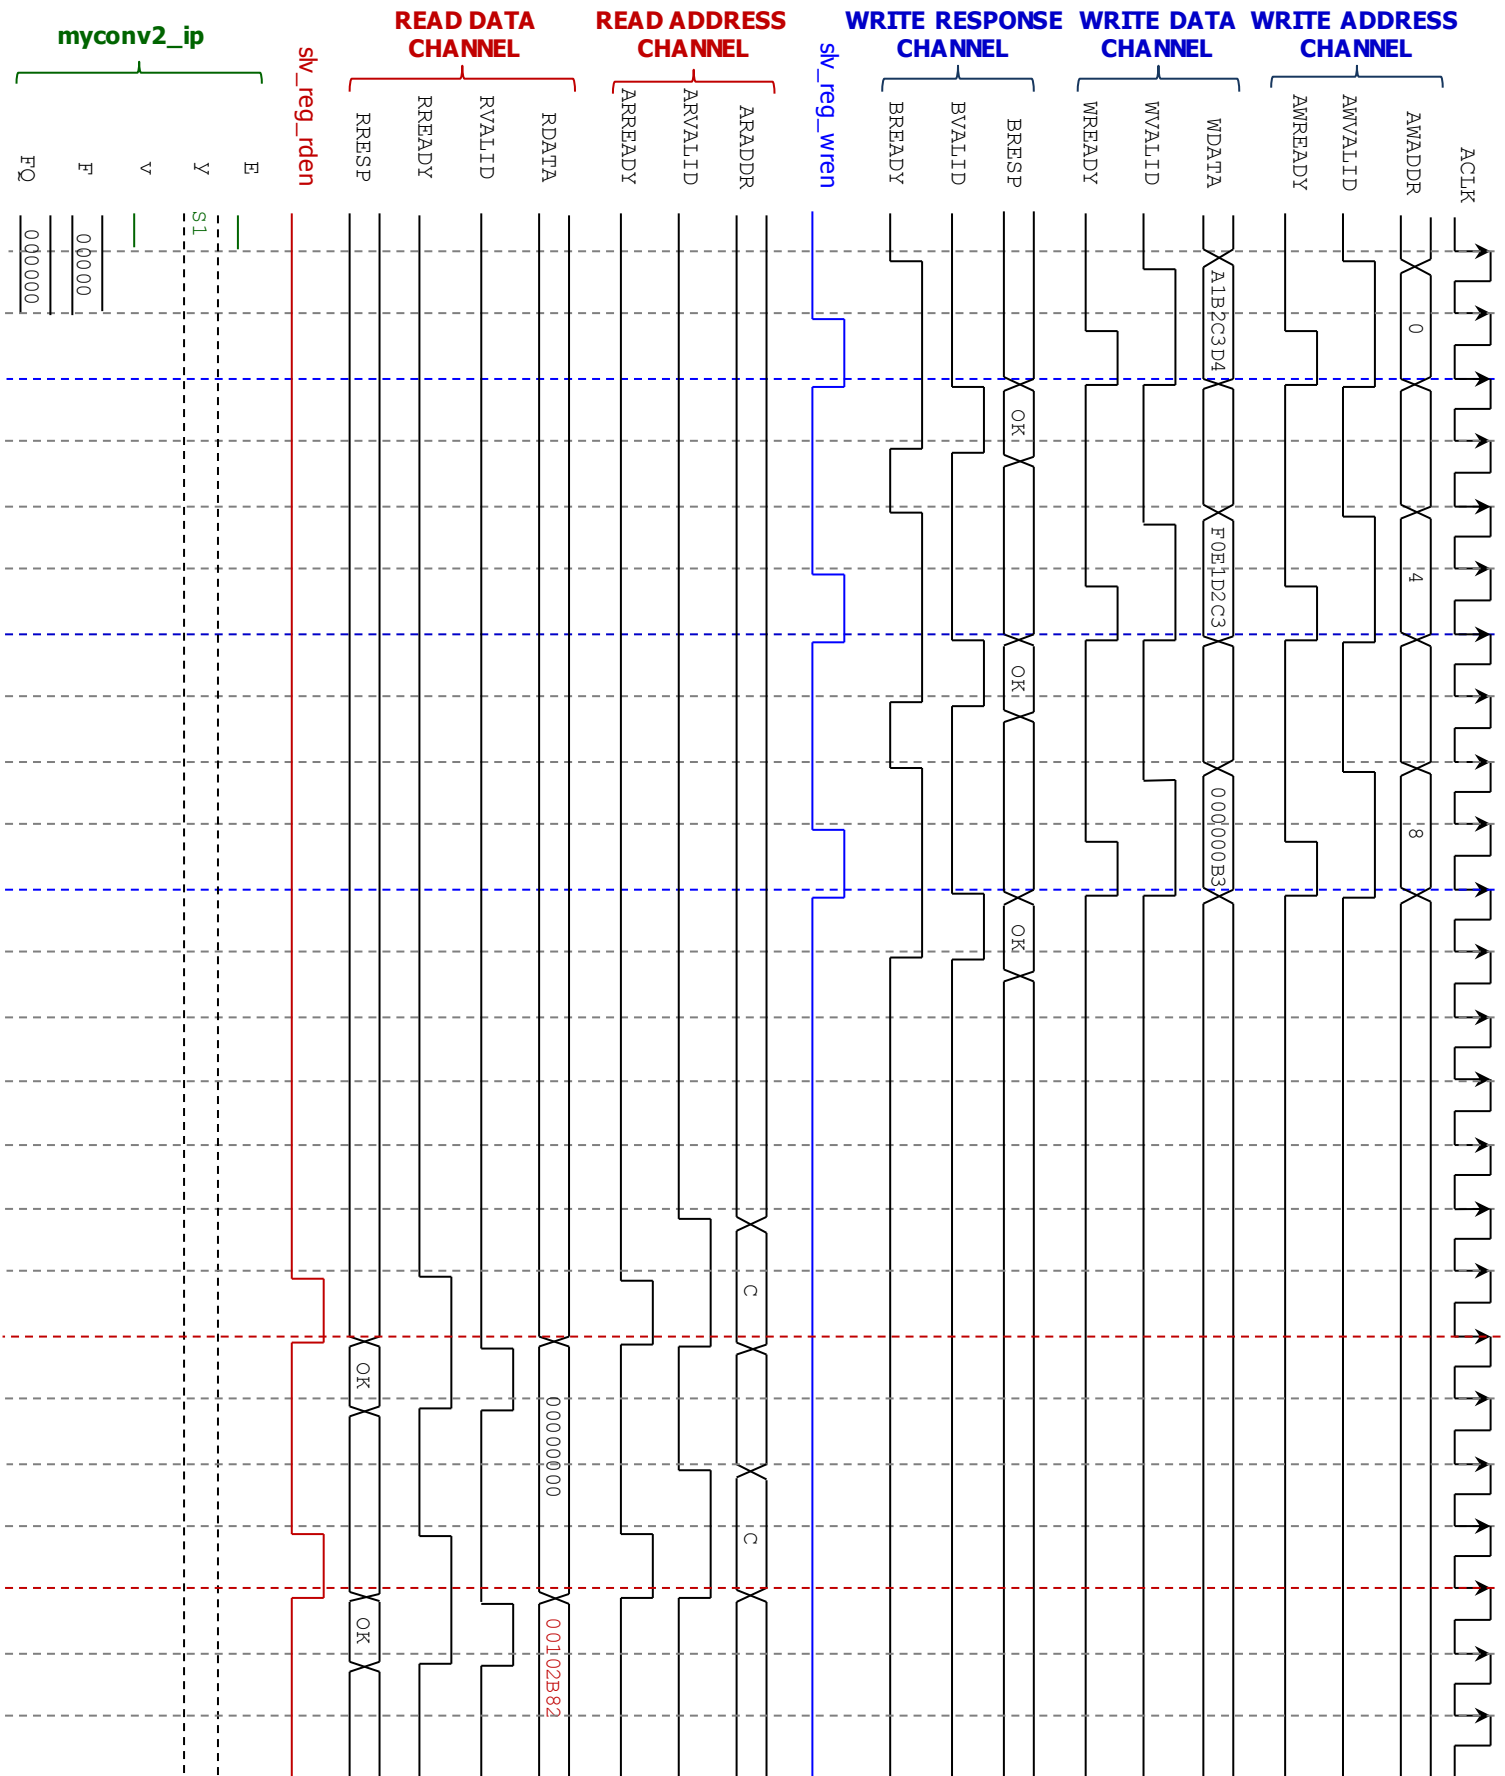 myconv2_ip
READ DATA
CHANNEL
READ ADDRESS
CHANNEL
WRITE RESPONSE
CHANNEL
WRITE DATA
CHANNEL
WRITE ADDRESS
CHANNEL
ACLK
AWADDR
0
4
8
AWVALID
AWREADY
WDATA
A1B2C3D4
F0E1D2C3
000000B3
WVALID
WREADY
BRESP
OK
OK
OK
BVALID
BREADY
slv_reg_wren
ARADDR
C
C
ARVALID
ARREADY
RDATA
00000000
00102B82
RVALID
RREADY
RRESP
OK
OK
slv_reg_rden
E
y
S1
v
F
00000
FQ
000000